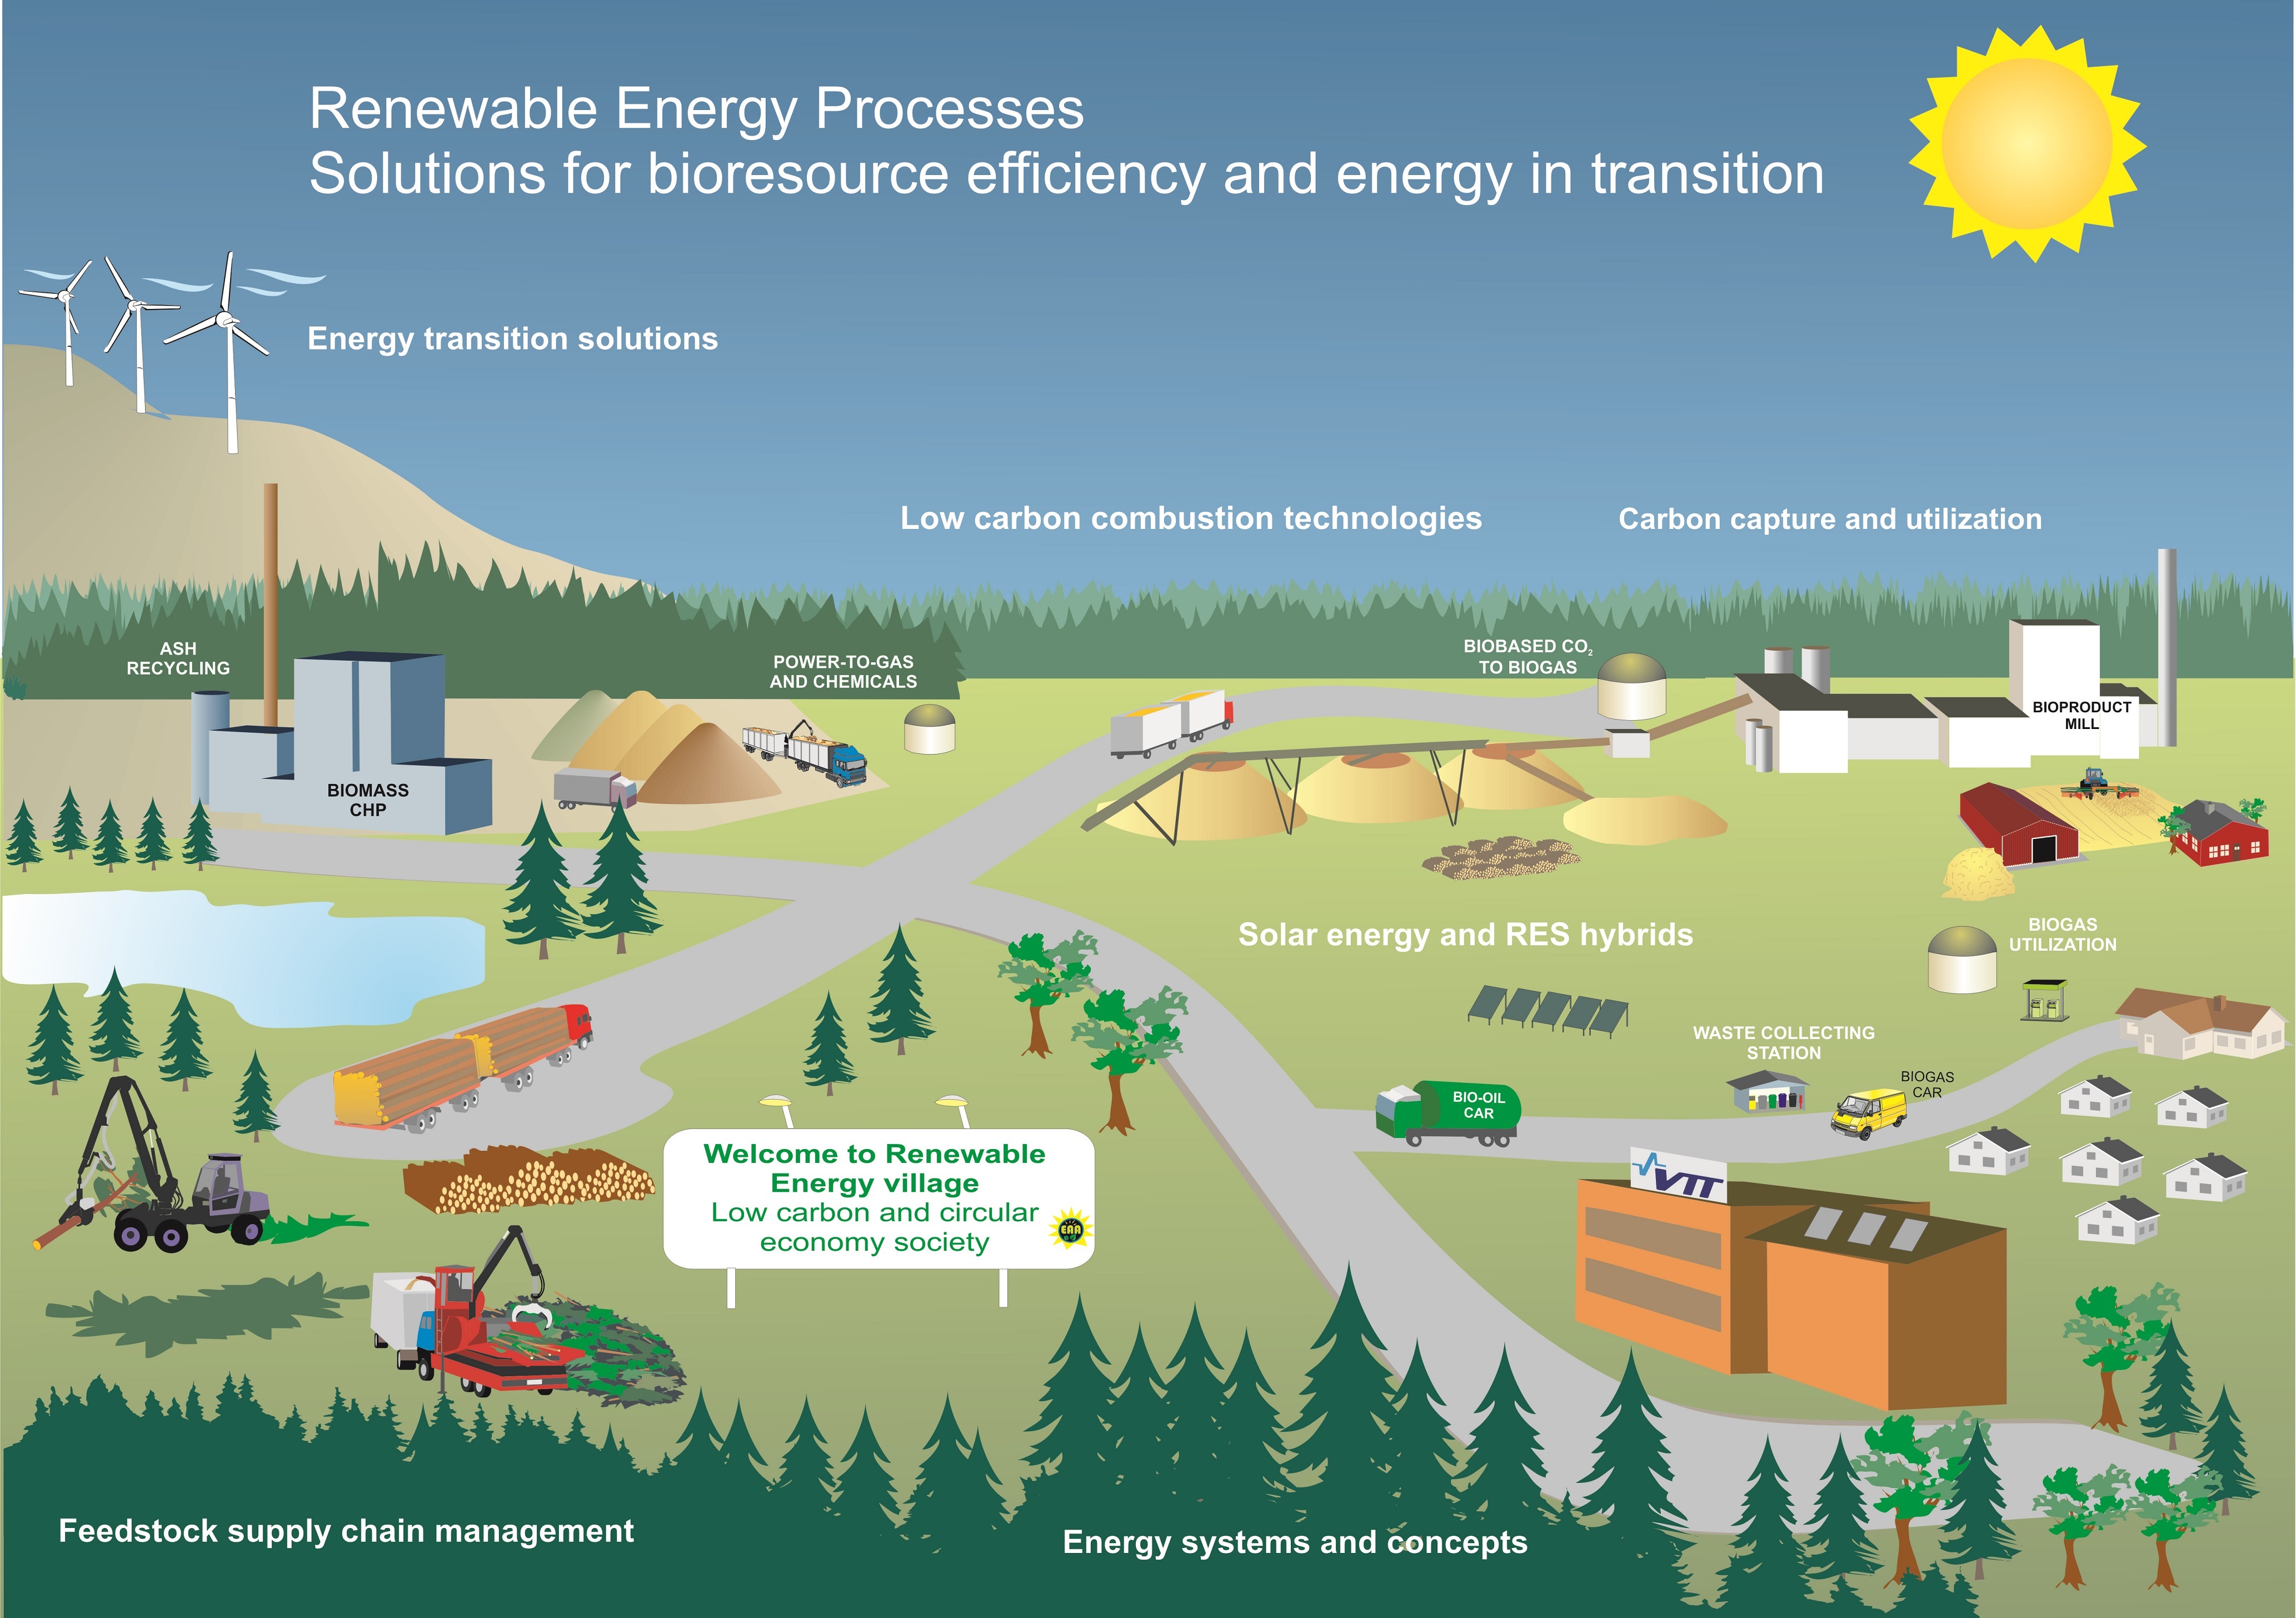 Renewable Energy Processes
Solutions for bioresource efficiency and energy in transition
Energy transition solutions
Low carbon combustion technologies
Carbon capture and utilization
ASH
RECYCLING
POWER-TO-GAS
AND CHEMICALS
BIOBASED CO₂
TO BIOGAS
BIOPRODUCT
MILL
BIOMASS
CHP
Solar energy and RES hybrids
BIOGAS
UTILIZATION
WASTE COLLECTING
STATION
BIOGAS
CAR
BIO-OIL
CAR
Welcome to Renewable
Energy village
Low carbon and circular
economy society
EAA
VTT
Feedstock supply chain management
Energy systems and concepts